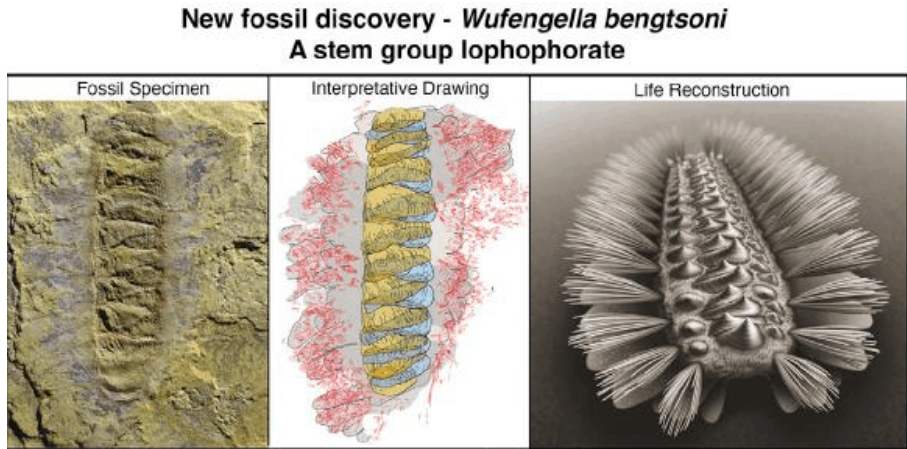 New fossil discovery - Wufengella bengtsoni
A stem group lophophorate
Fossil Specimen
Interpretative Drawing
Life Reconstruction